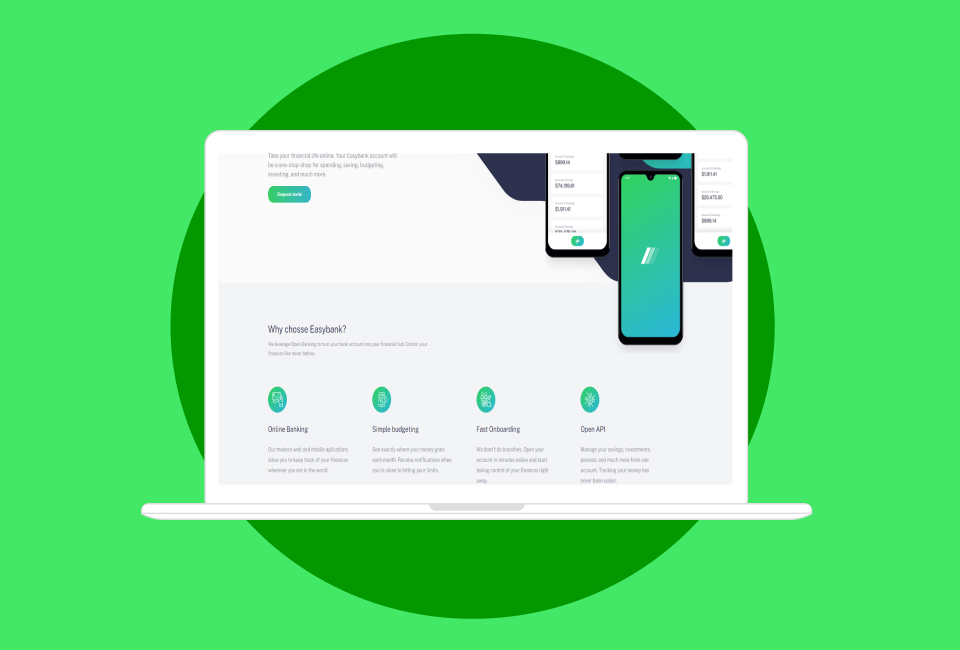 Take your financial life online. Your Easybank account will
be a one-stop-shop for spending, saving, budgeting,
investing, and much more.
Request Invite
$899.14
$74,199.81
$1,911.41
$1,911.41
$20,475.00
$899.14
Why chosse Easybank?
We leverage Open Banking to turn your bank account into your financial hub Control your
finances like never before.
Online Banking
Our modern web and mobile aplications
allow you to keep track of your finances
wherever you are in the world.
Simple budgeting
See exactly where your money goes
each month. Receive notifications when
you're close to hitting your limits.
Fast Onboarding
We don't do branches. Open your
account in minutes online and start
taking control of your finances right
away.
Open API
Manage your savings, investments,
pension, and much more from one
account. Tracking your money has
never been easier.